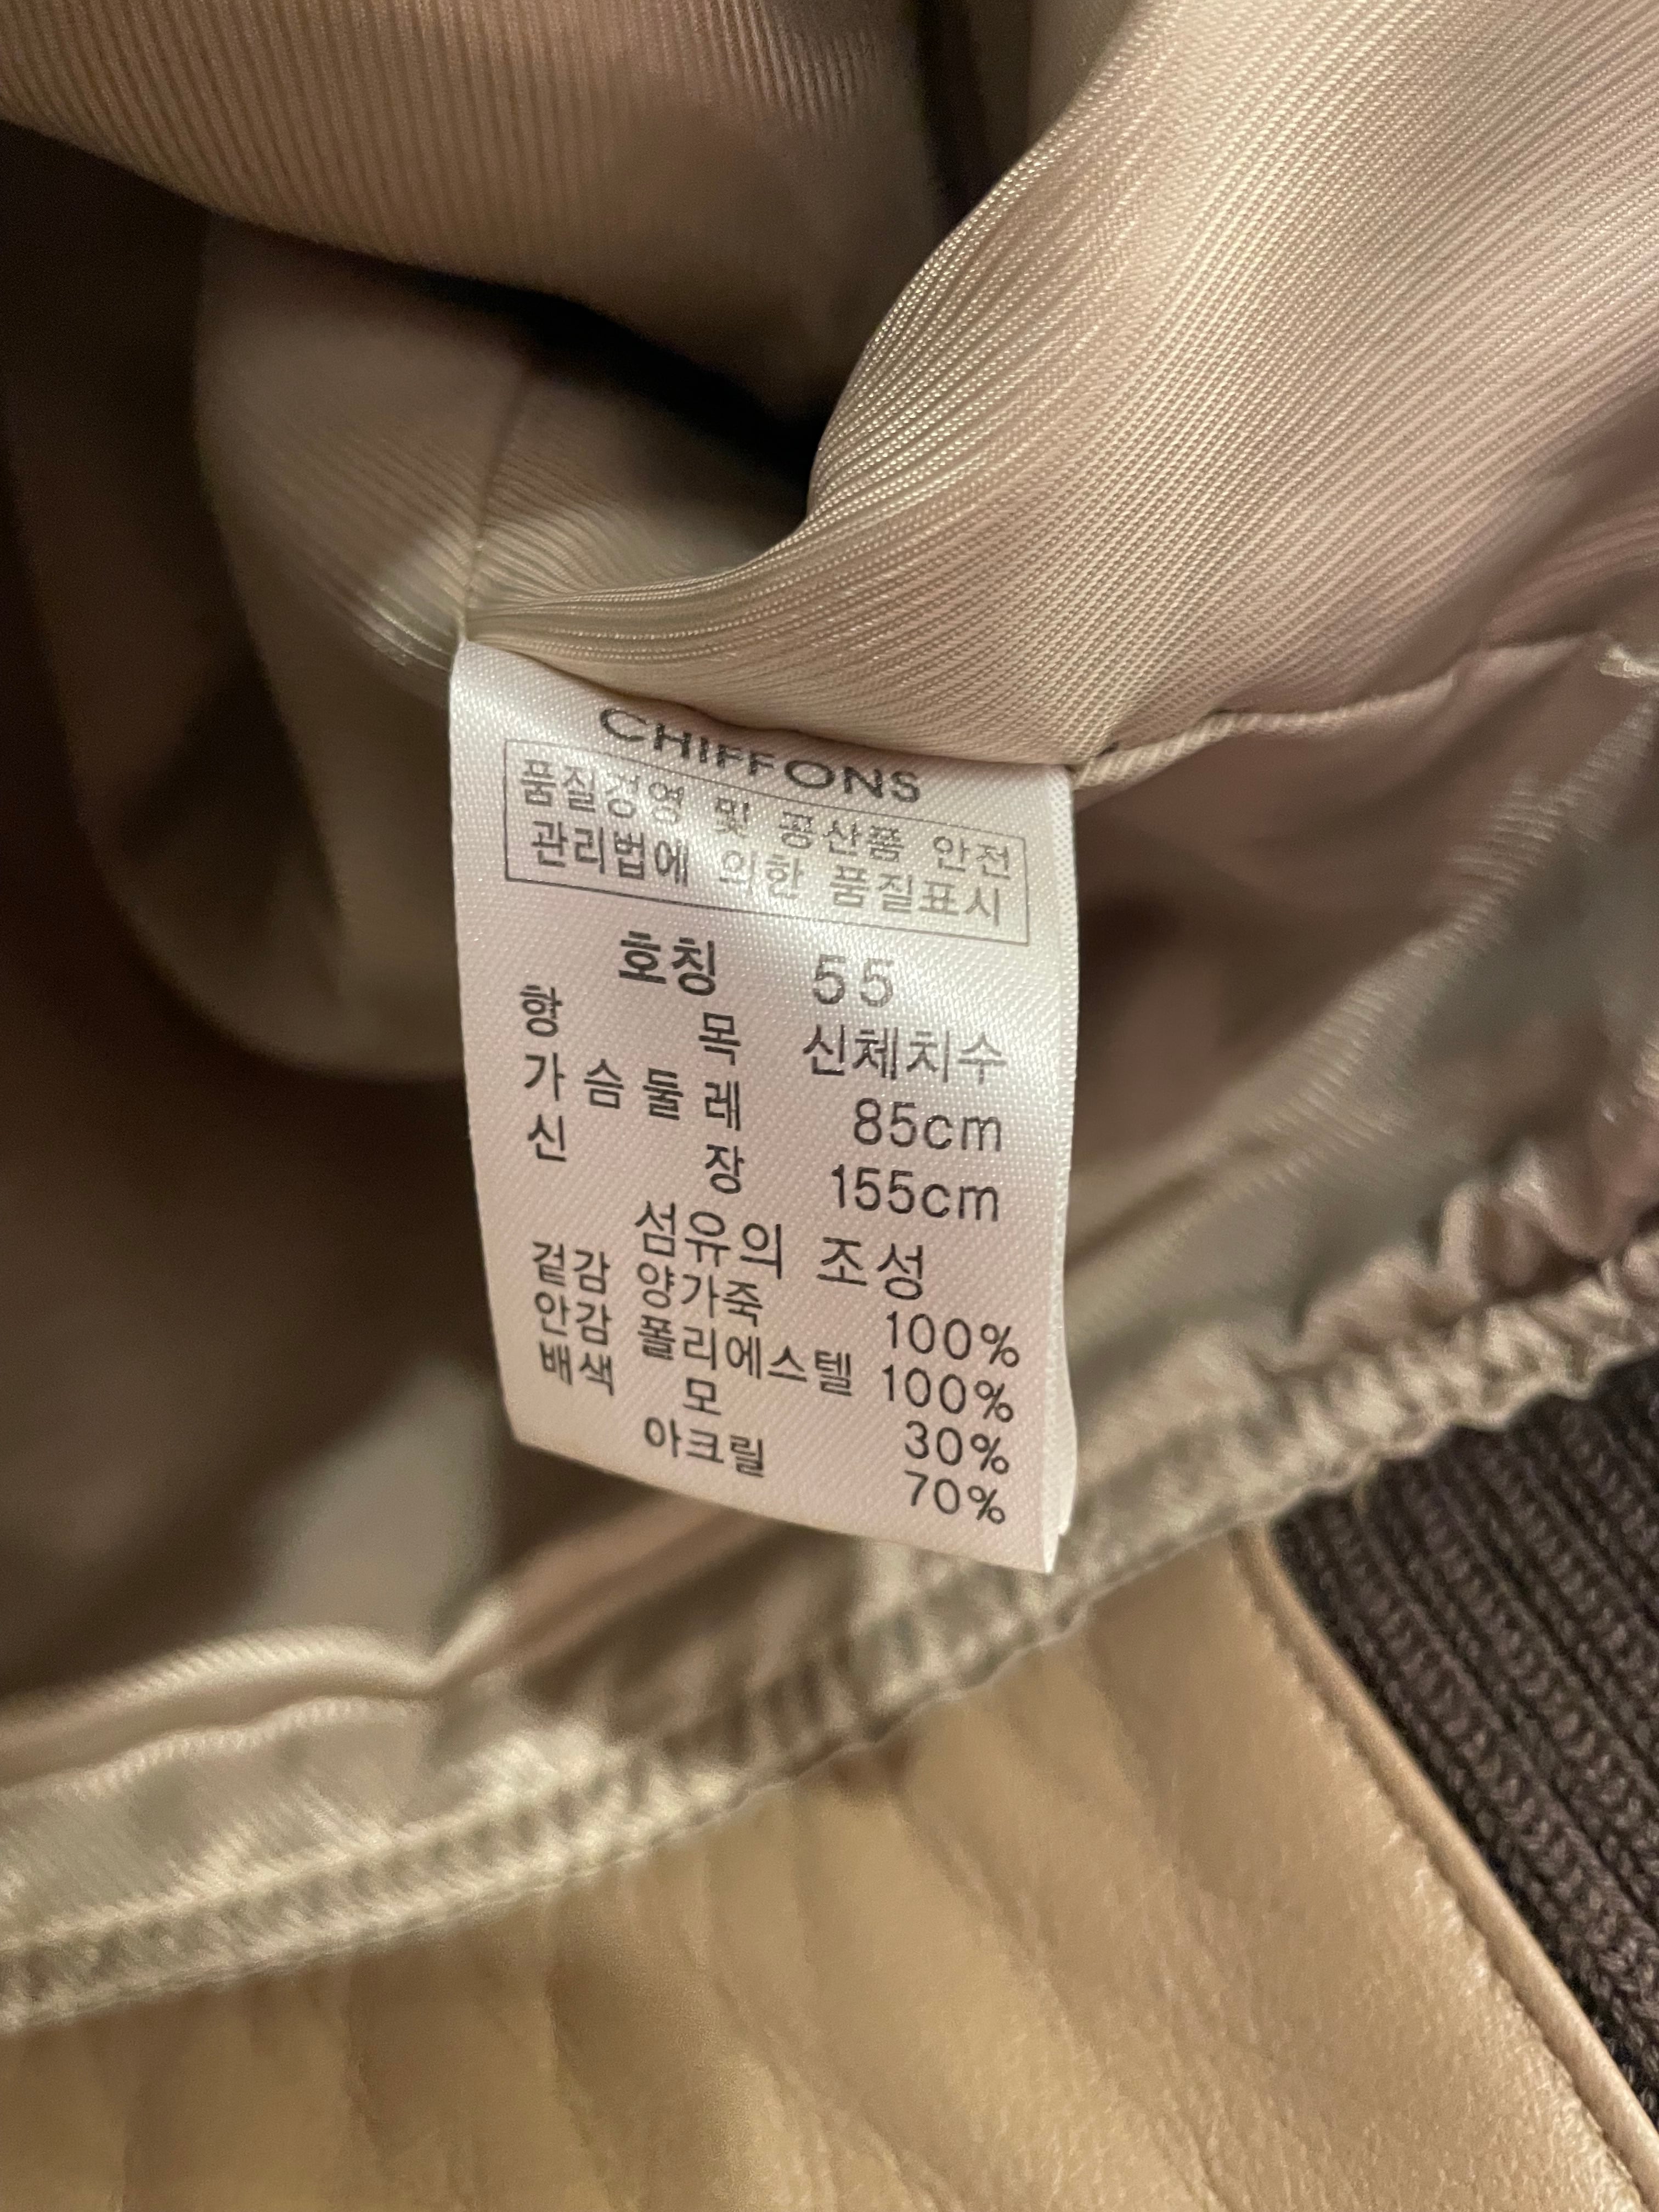 CHIFFONS
품질경영 및 공산품 안전
관리법에 의한 품질표시
호칭 55
항 목 신체치수
가슴둘레 85cm
신 장 155cm
섬유의 조성
겉감 양가죽 100%
안감 폴리에스텔 100%
배색 모 30%
아크릴 70%